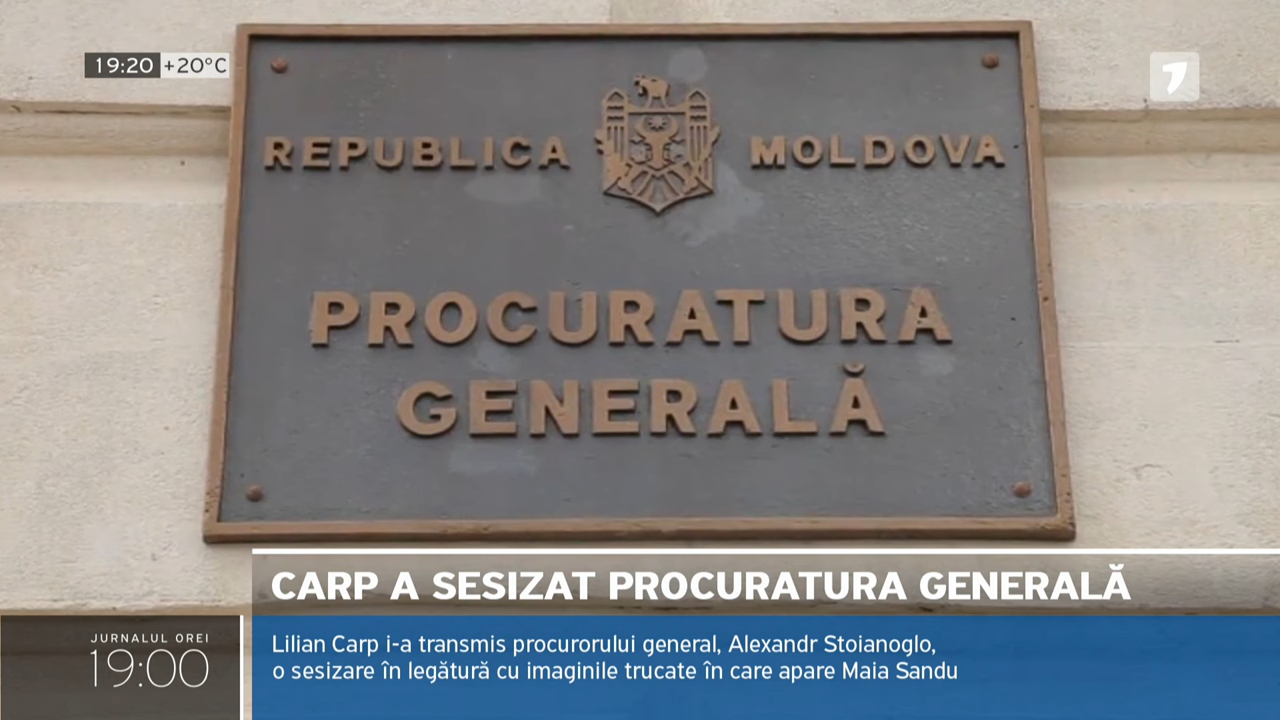 19:20 +20°C
REPUBLICA MOLDOVA
PROCURATURA
GENERALĂ
CARP A SESIZAT PROCURATURA GENERALĂ
JURNALUL OREI
19:00
Lilian Carp i-a transmis procurorului general, Alexandr Stoianoglo,
o sesizare în legătură cu imaginile trucate în care apare Maia Sandu